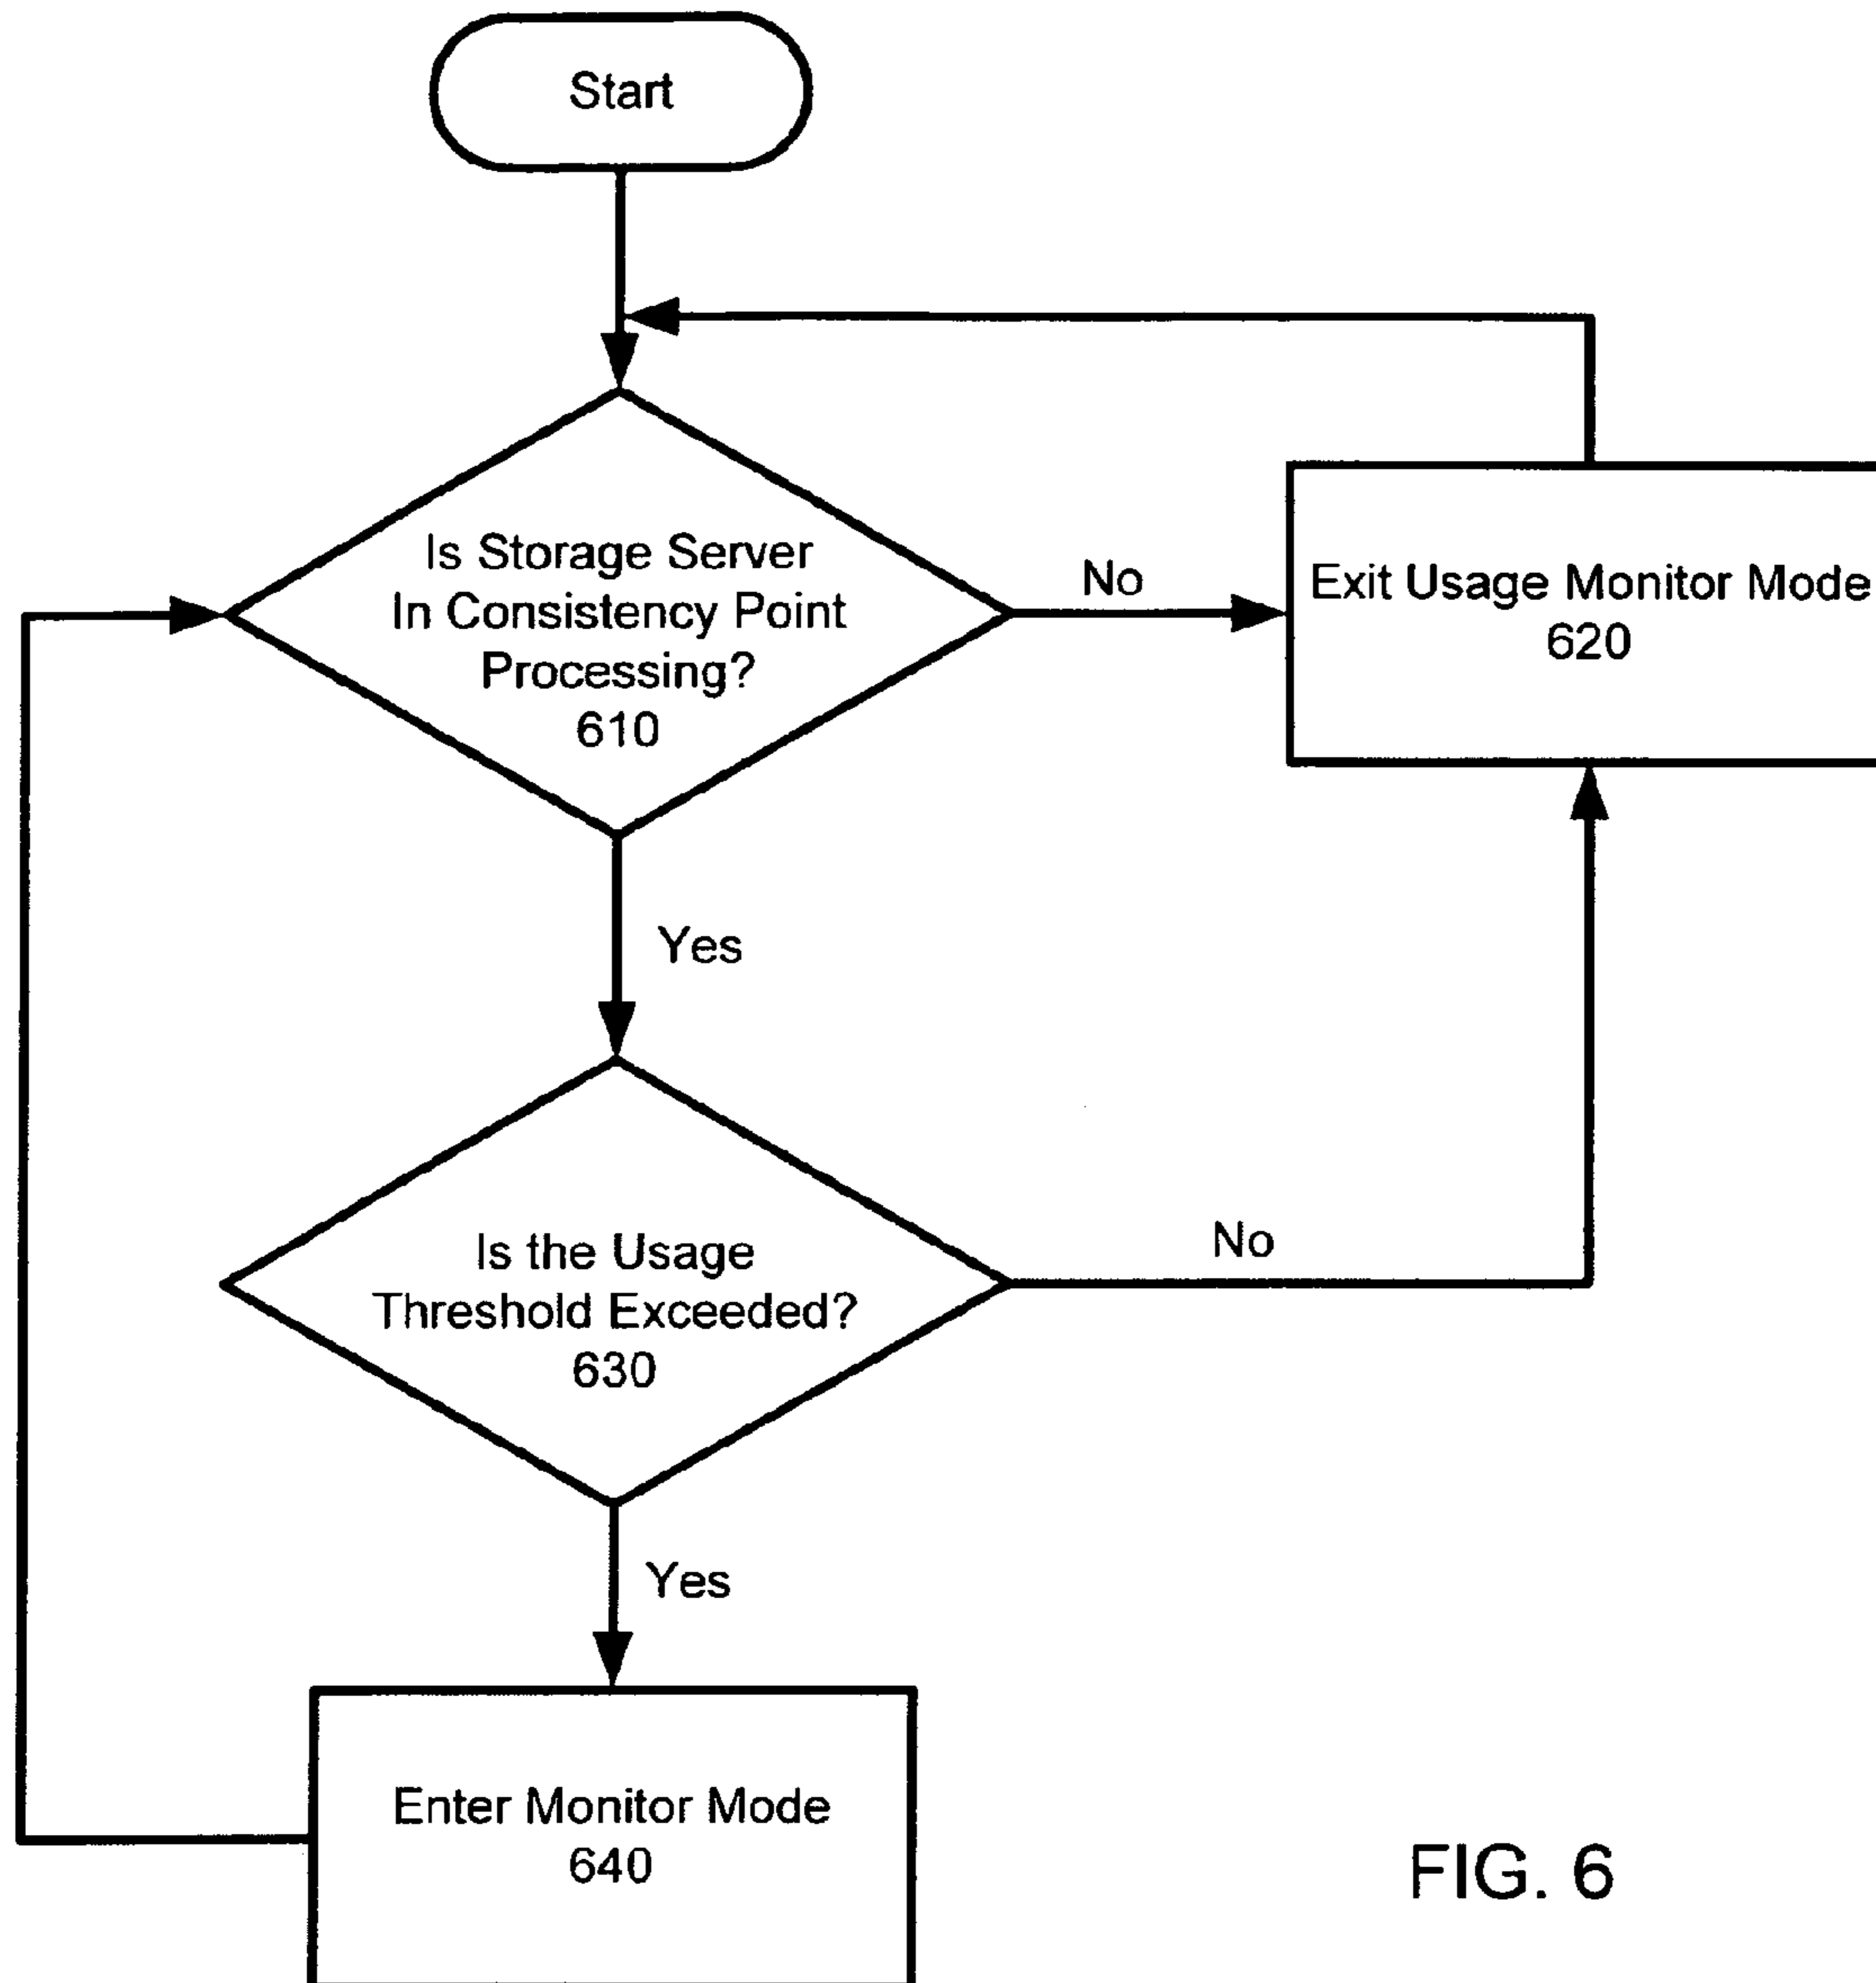 Start
Is Storage Server
In Consistency Point
Processing?
610
No
Exit Usage Monitor Mode
620
Yes
Is the Usage
Threshold Exceeded?
630
No
Yes
Enter Monitor Mode
640
FIG. 6